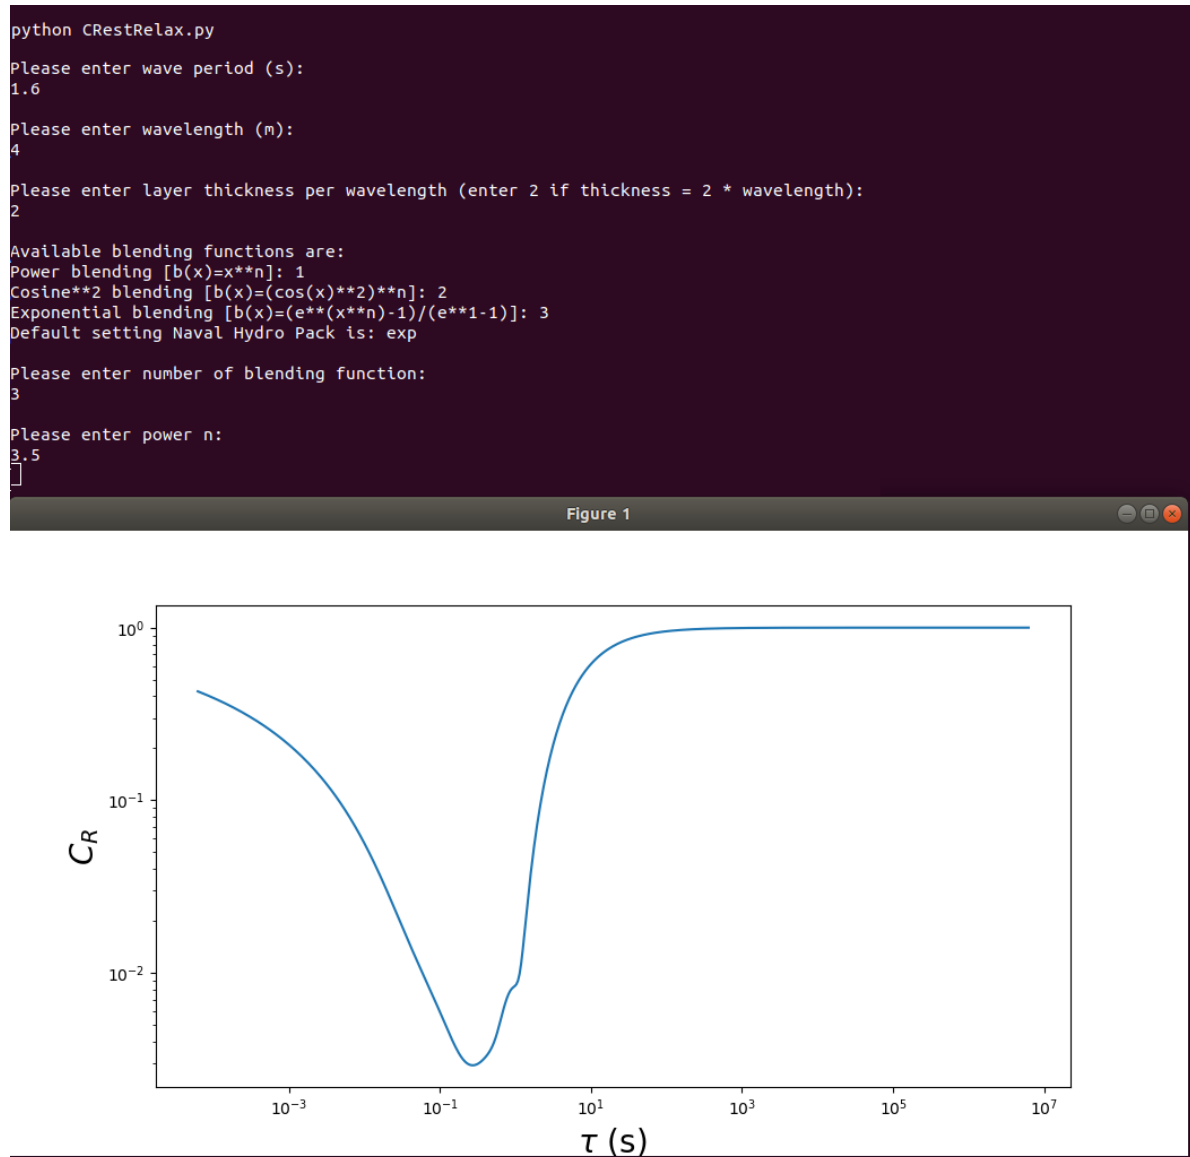 python CRestRelax.py
Please enter wave period (s):
1.6
Please enter wavelength (m):
4
Please enter layer thickness per wavelength (enter 2 if thickness = 2 * wavelength):
2
Available blending functions are:
Power blending [b(x)=x**n]: 1
Cosine**2 blending [b(x)=(cos(x)**2)**n]: 2
Exponential blending [b(x)=(e**(x**n)-1)/(e**1-1)]: 3
Default setting Naval Hydro Pack is: exp
Please enter number of blending function:
3
Please enter power n:
3.5
Figure 1
10⁰
10⁻¹
10⁻²
C_R
10⁻³ 10⁻¹ 10¹ 10³ 10⁵ 10⁷
τ (s)